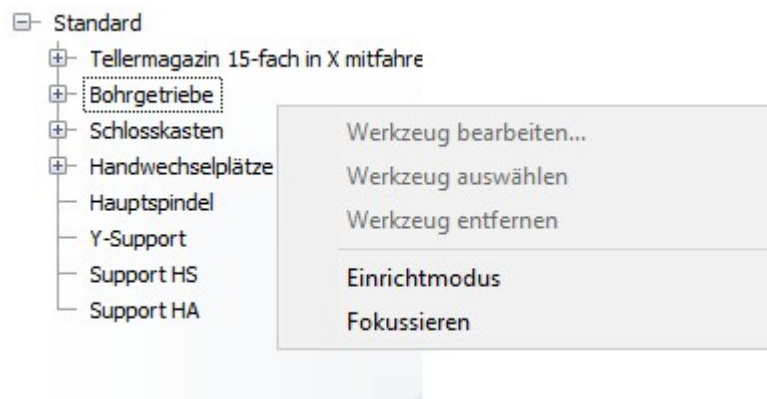 Standard
Tellermagazin 15-fach in X mitfahre
Bohrgetriebe
Schlosskasten
Handwechselplätze
Hauptspindel
Y-Support
Support HS
Support HA
Werkzeug bearbeiten...
Werkzeug auswählen
Werkzeug entfernen
Einrichtmodus
Fokussieren